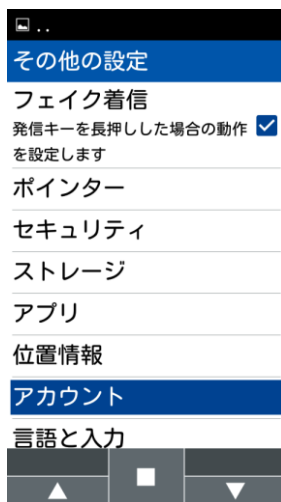 その他の設定
フェイク着信
発信キーを長押しした場合の動作
を設定します
ポインター
セキュリティ
ストレージ
アプリ
位置情報
アカウント
言語と入力